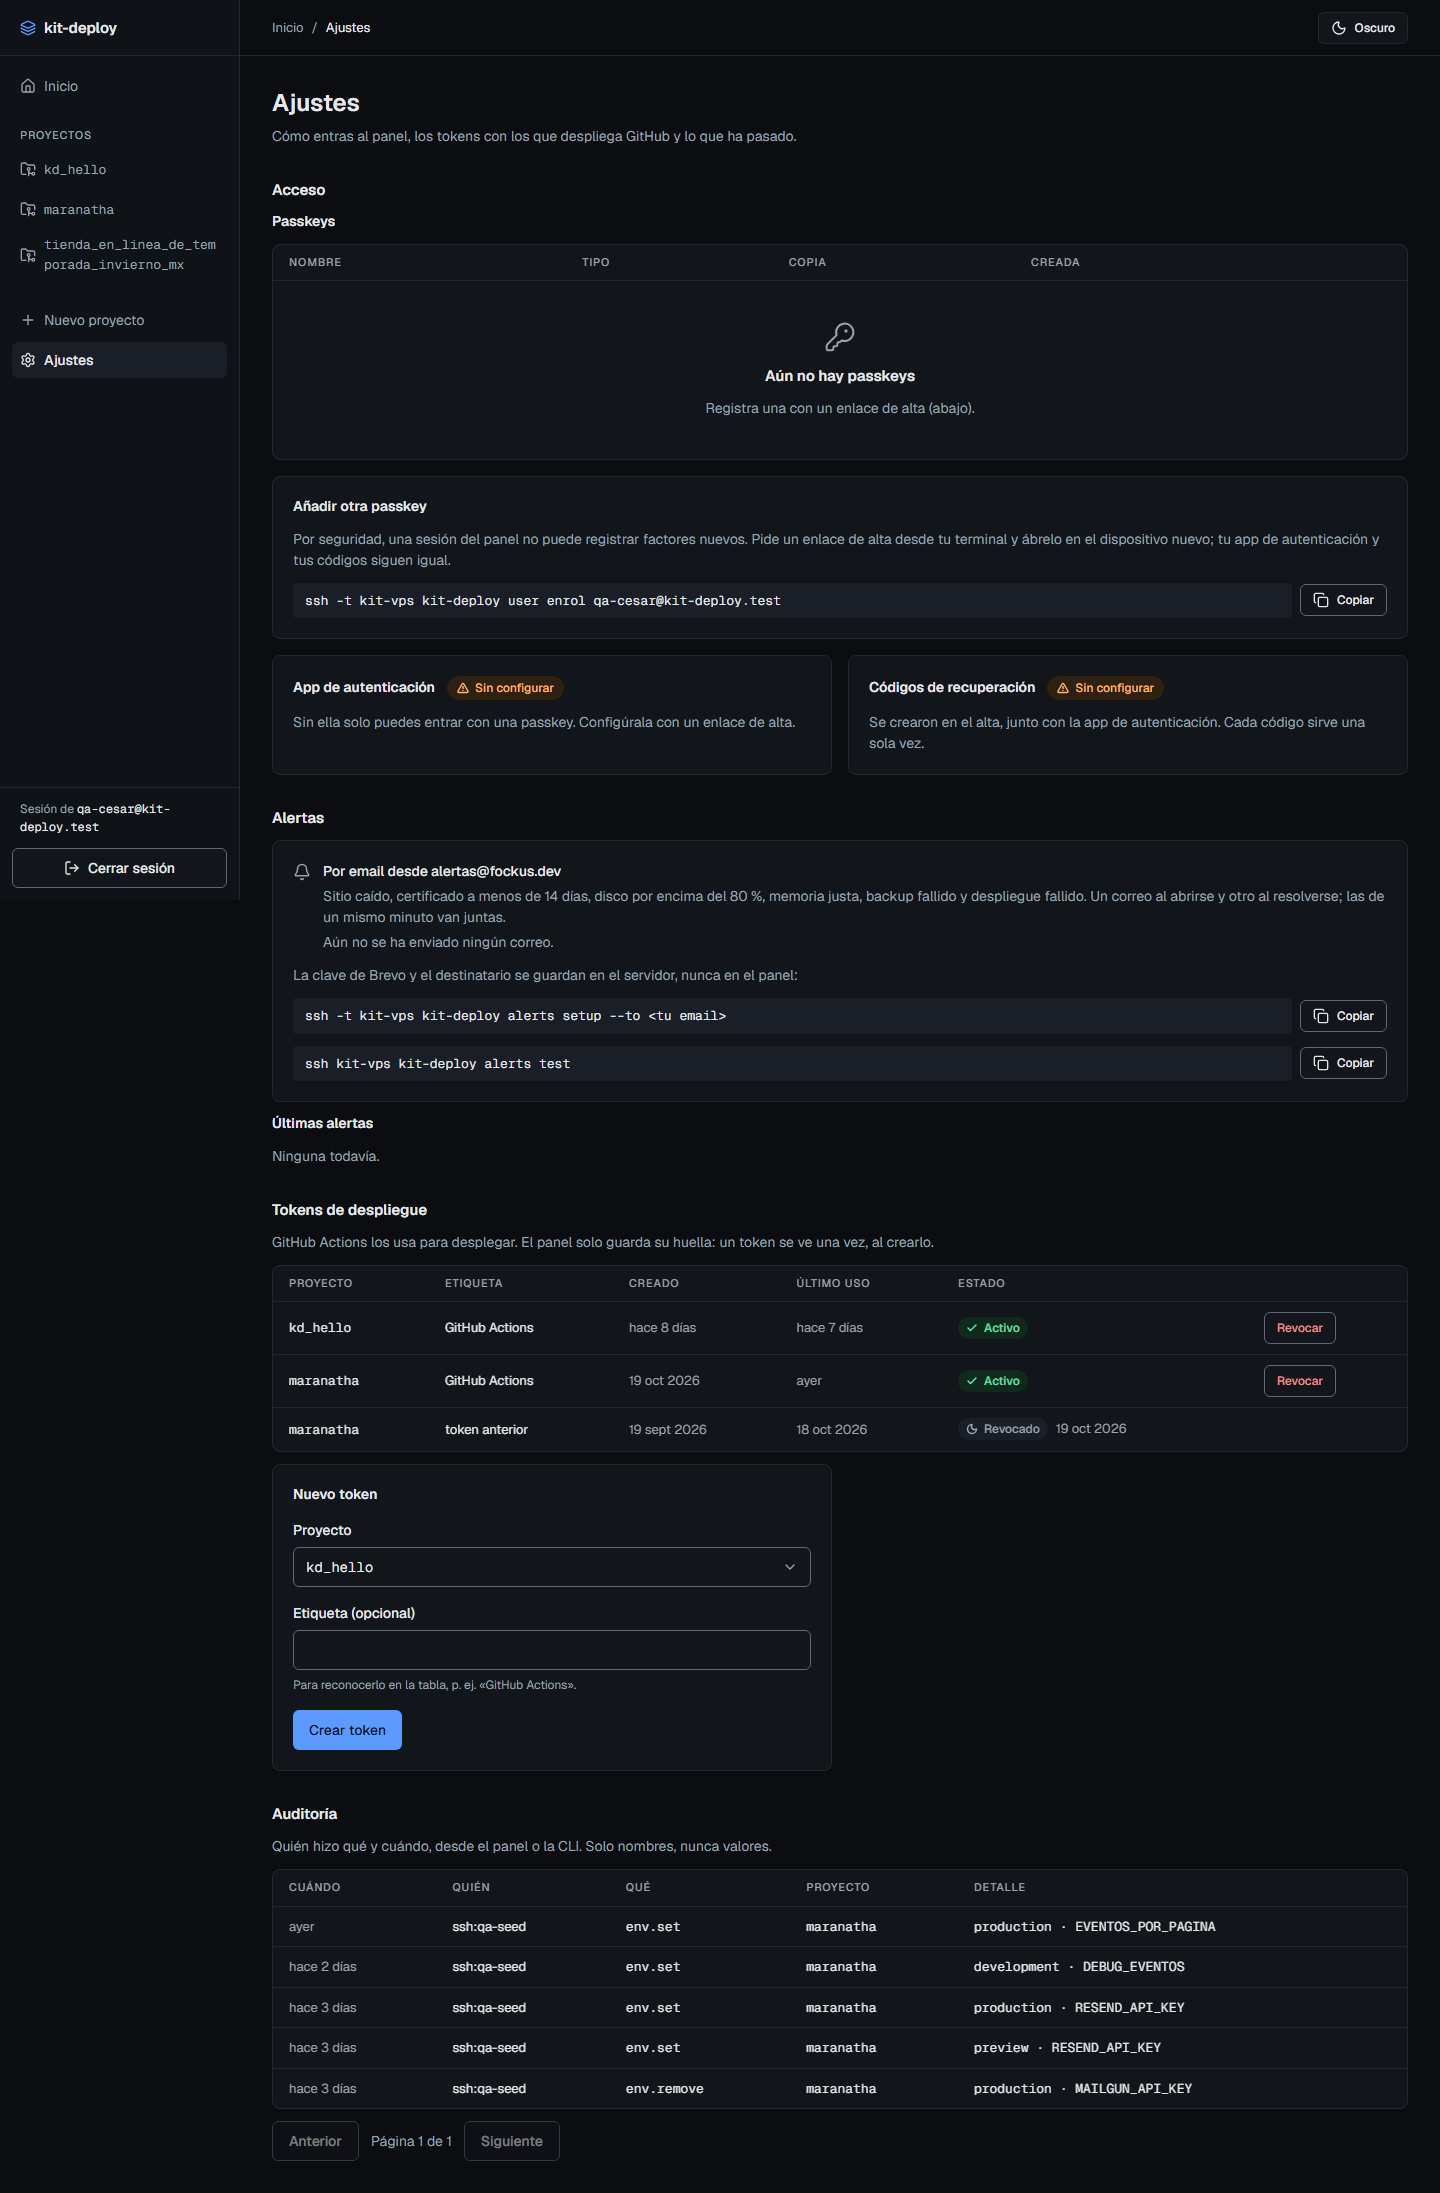 kit-deploy
Inicio / Ajustes
Oscuro
Inicio
PROYECTOS
kd_hello
maranatha
tienda_en_linea_de_tem
porada_invierno_mx
Nuevo proyecto
Ajustes
Sesión de qa-cesar@kit-
deploy.test
Cerrar sesión
Ajustes
Cómo entras al panel, los tokens con los que despliega GitHub y lo que ha pasado.
Acceso
Passkeys
NOMBRE TIPO COPIA CREADA
Aún no hay passkeys
Registra una con un enlace de alta (abajo).
Añadir otra passkey
Por seguridad, una sesión del panel no puede registrar factores nuevos. Pide un enlace de alta desde tu terminal y ábrelo en el dispositivo nuevo; tu app de autenticación y
tus códigos siguen igual.
ssh -t kit-vps kit-deploy user enrol qa-cesar@kit-deploy.test
Copiar
App de autenticación Sin configurar
Sin ella solo puedes entrar con una passkey. Configúrala con un enlace de alta.
Códigos de recuperación Sin configurar
Se crearon en el alta, junto con la app de autenticación. Cada código sirve una
sola vez.
Alertas
Por email desde alertas@fockus.dev
Sitio caído, certificado a menos de 14 días, disco por encima del 80 %, memoria justa, backup fallido y despliegue fallido. Un correo al abrirse y otro al resolverse; las de
un mismo minuto van juntas.
Aún no se ha enviado ningún correo.
La clave de Brevo y el destinatario se guardan en el servidor, nunca en el panel:
ssh -t kit-vps kit-deploy alerts setup --to <tu email>
Copiar
ssh kit-vps kit-deploy alerts test
Copiar
Últimas alertas
Ninguna todavía.
Tokens de despliegue
GitHub Actions los usa para desplegar. El panel solo guarda su huella: un token se ve una vez, al crearlo.
PROYECTO ETIQUETA CREADO ÚLTIMO USO ESTADO
kd_hello GitHub Actions hace 8 días hace 7 días Activo Revocar
maranatha GitHub Actions 19 oct 2026 ayer Activo Revocar
maranatha token anterior 19 sept 2026 18 oct 2026 Revocado 19 oct 2026
Nuevo token
Proyecto
kd_hello
Etiqueta (opcional)
Para reconocerlo en la tabla, p. ej. «GitHub Actions».
Crear token
Auditoría
Quién hizo qué y cuándo, desde el panel o la CLI. Solo nombres, nunca valores.
CUÁNDO QUIÉN QUÉ PROYECTO DETALLE
ayer ssh:qa-seed env.set maranatha production · EVENTOS_POR_PAGINA
hace 2 días ssh:qa-seed env.set maranatha development · DEBUG_EVENTOS
hace 3 días ssh:qa-seed env.set maranatha production · RESEND_API_KEY
hace 3 días ssh:qa-seed env.set maranatha preview · RESEND_API_KEY
hace 3 días ssh:qa-seed env.remove maranatha production · MAILGUN_API_KEY
Anterior Página 1 de 1 Siguiente